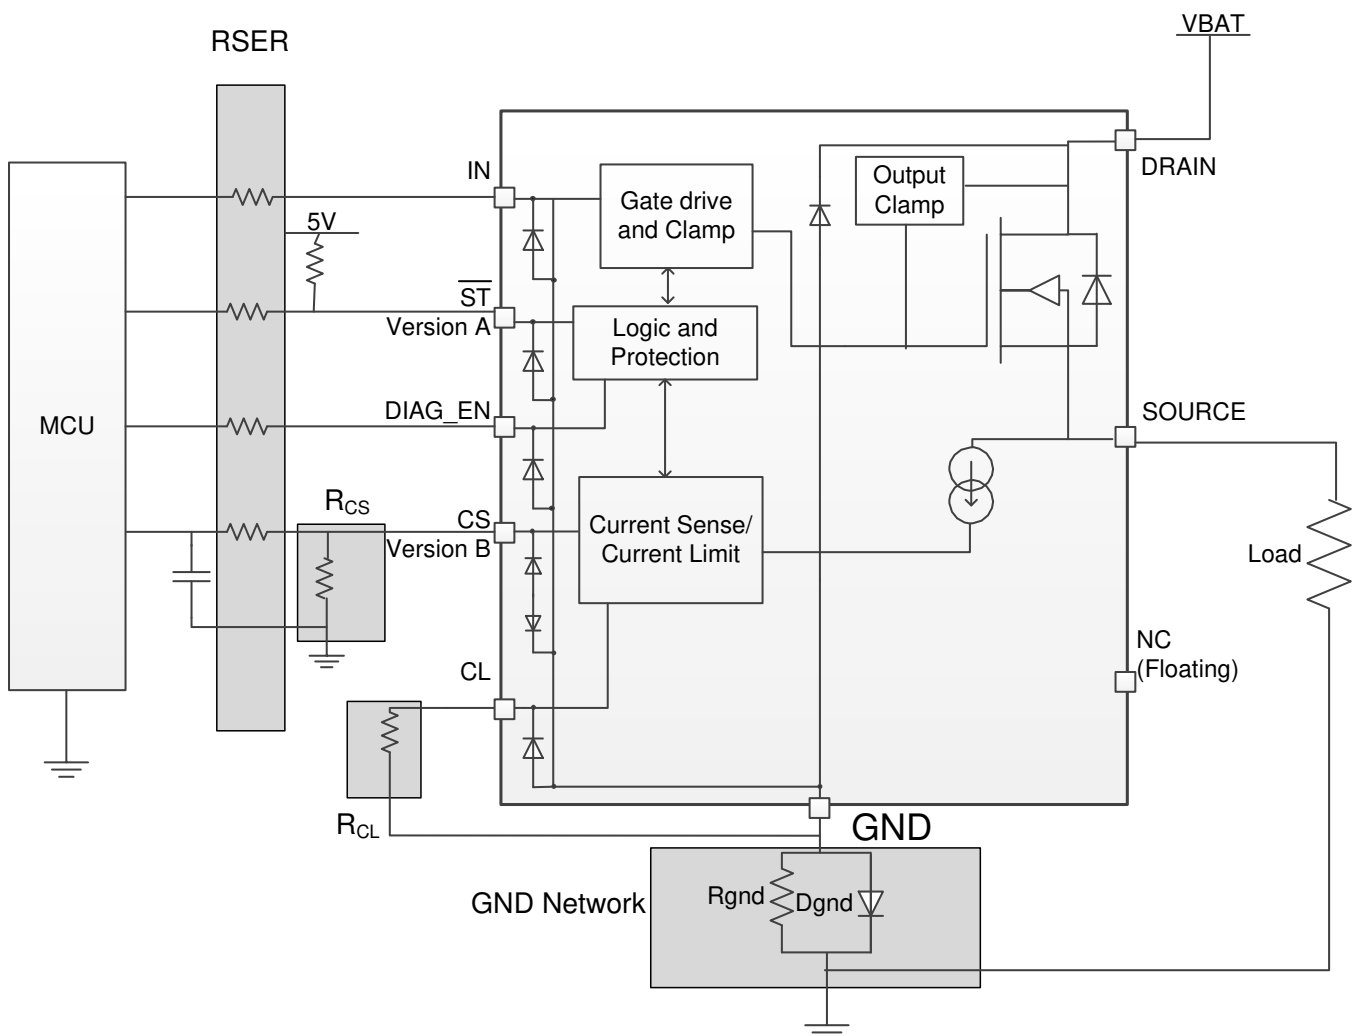 VBAT
RSER
IN
DRAIN
Output
Clamp
Gate drive
and Clamp
5V
ST
Version A
Logic and
Protection
MCU
DIAG_EN
SOURCE
RCS
CS
Version B
Current Sense/
Current Limit
Load
NC
(Floating)
CL
RCL
GND
GND Network
Rgnd
Dgnd